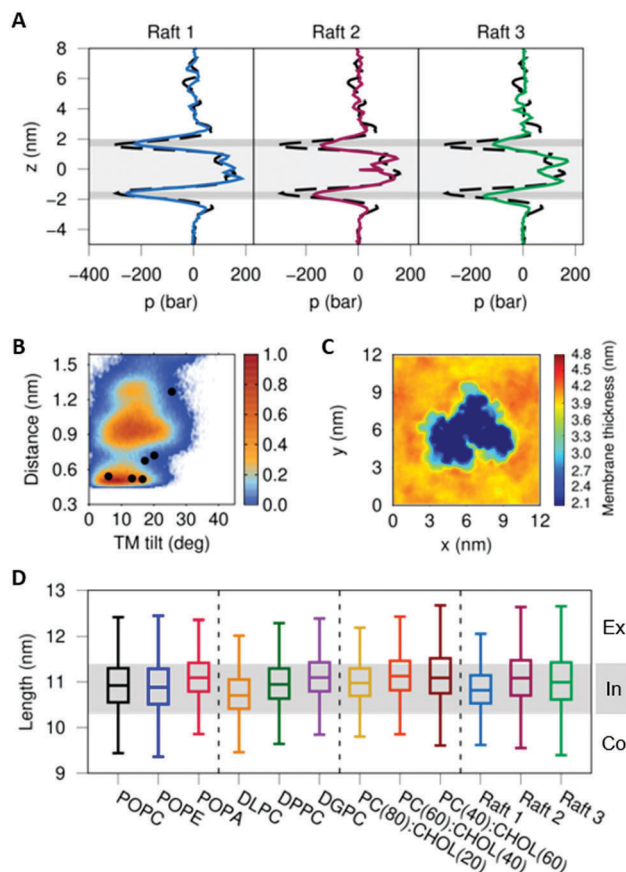 A
Raft 1 Raft 2 Raft 3
8
6
4
2
0
−2
−4
z (nm)
−400 −200 0 200 −200 0 200 −200 0 200
p (bar) p (bar) p (bar)
B
1.5
1.2
0.9
0.6
0.3
Distance (nm)
0 10 20 30 40
TM tilt (deg)
1.0
0.8
0.6
0.4
0.2
0.0
C
12
9
6
3
0
y (nm)
0 3 6 9 12
x (nm)
4.8
4.5
4.2
3.9
3.6
3.3
3.0
2.7
2.4
2.1
Membrane thickness (nm)
D
13
12
11
10
9
Length (nm)
Ex
In
Co
POPC
POPE
POPA
DLPC
DPPC
DGPC
PC(80):CHOL(20)
PC(60):CHOL(40)
PC(40):CHOL(60)
Raft 1
Raft 2
Raft 3